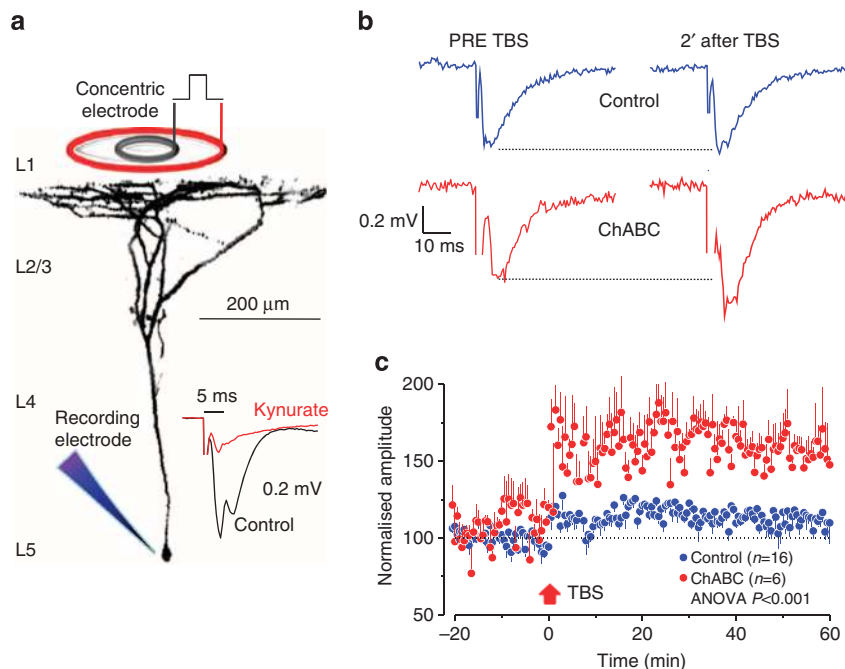 a
Concentric
electrode
L1
L2/3
200 μm
L4
5 ms
Kynurate
Recording
electrode
0.2 mV
Control
L5
b
PRE TBS
2′ after TBS
Control
0.2 mV
10 ms
ChABC
c
200
150
100
50
Normalised amplitude
Control (n=16)
ChABC (n=6)
ANOVA P<0.001
TBS
–20
0
20
40
60
Time (min)